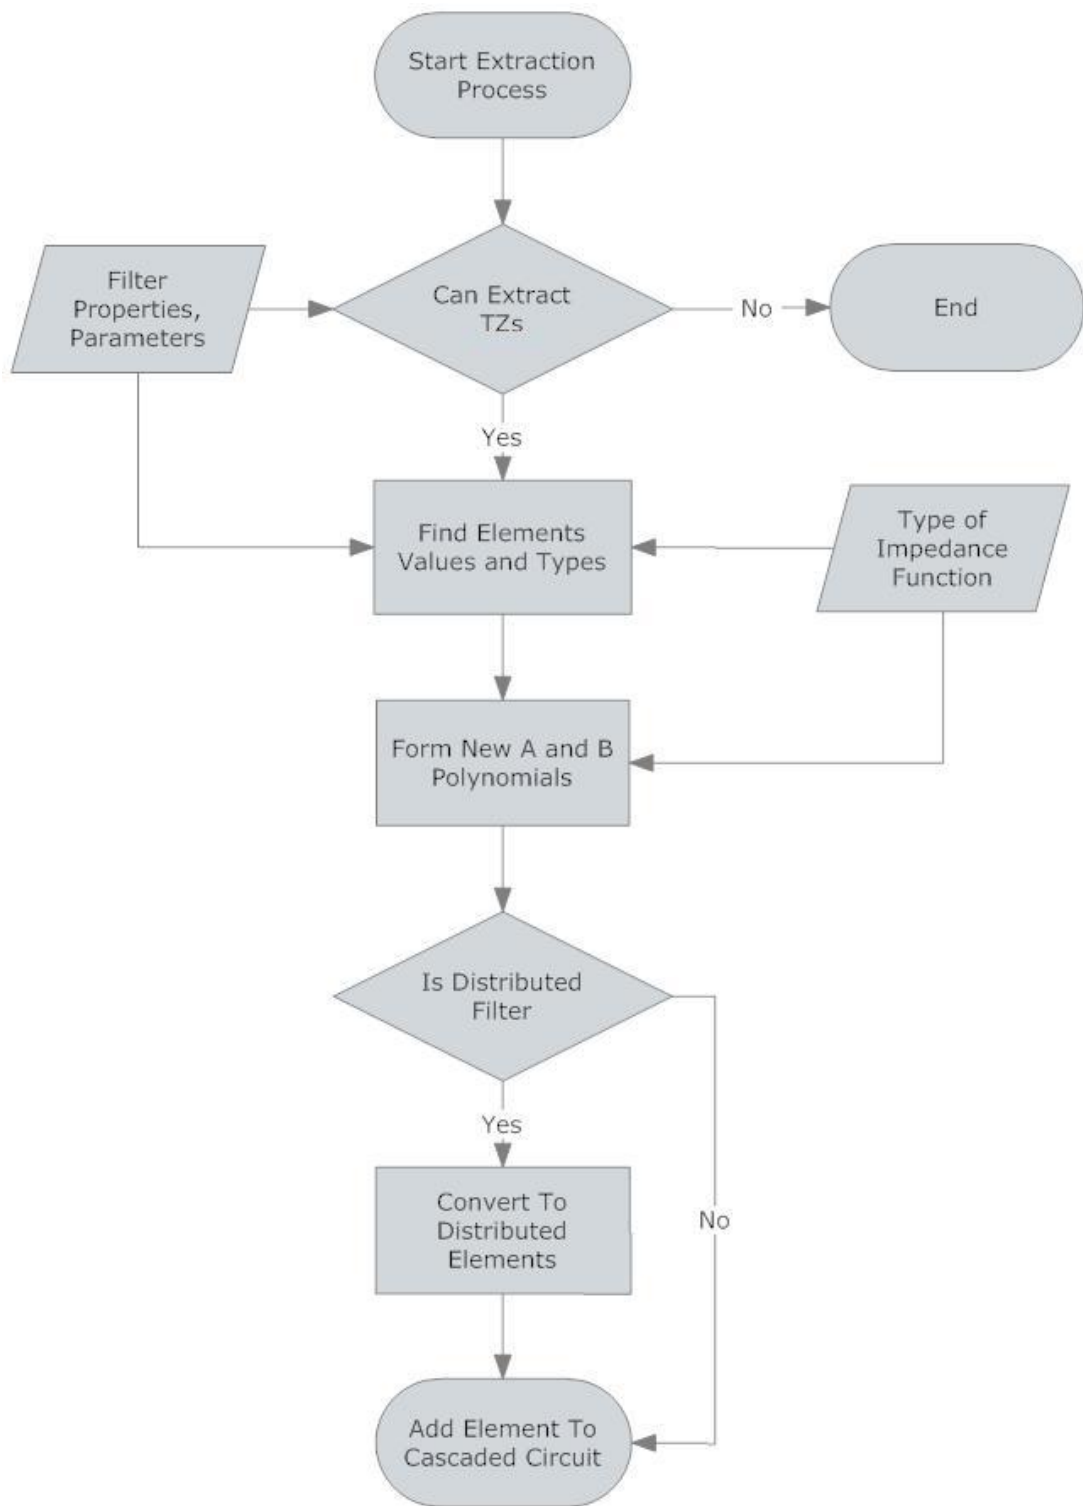 Start Extraction
Process
Filter
Properties,
Parameters
Can Extract
TZs
No
End
Yes
Find Elements
Values and Types
Type of
Impedance
Function
Form New A and B
Polynomials
Is Distributed
Filter
Yes
Convert To
Distributed
Elements
No
Add Element To
Cascaded Circuit